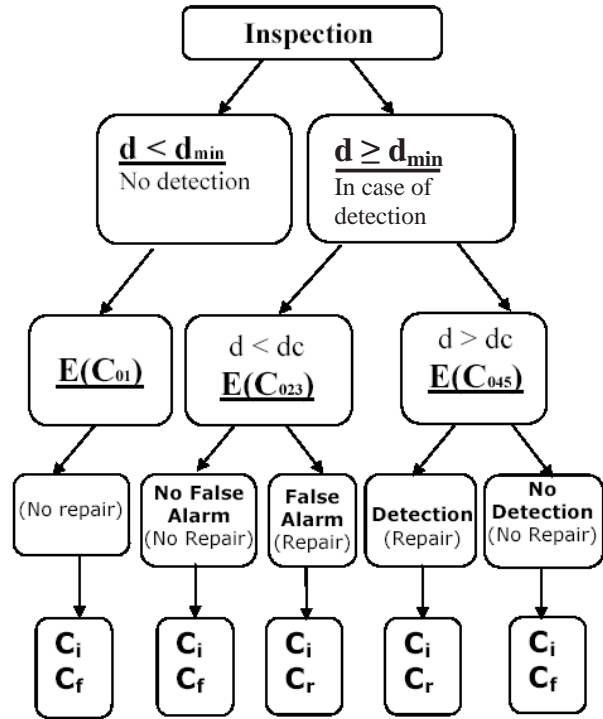 Inspection
d < dmin
No detection
d ≥ dmin
In case of
detection
E(C01)
d < dc
E(C023)
d > dc
E(C045)
(No repair)
No False
Alarm
(No Repair)
False
Alarm
(Repair)
Detection
(Repair)
No
Detection
(No Repair)
Ci
Cf
Ci
Cf
Ci
Cr
Ci
Cr
Ci
Cf